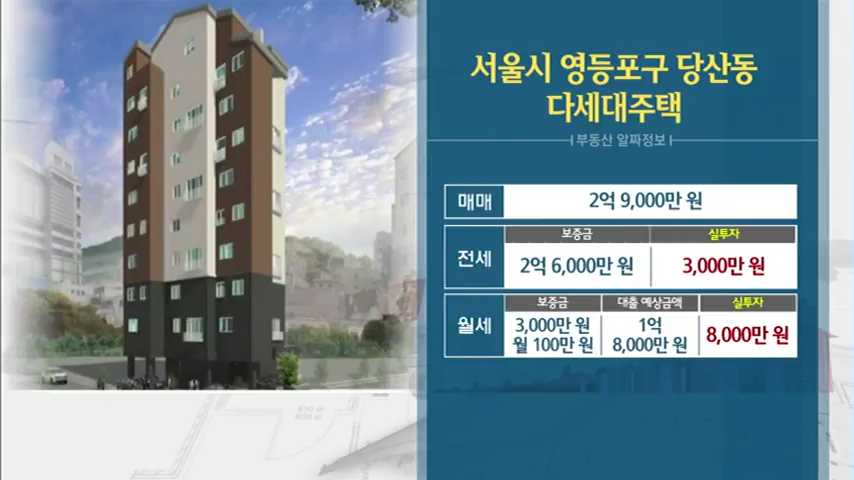 서울시 영등포구 당산동
다세대주택
부동산 알짜정보
매매 2억 9,000만 원
전세 보증금 실투자
2억 6,000만 원 3,000만 원
월세 보증금 대출 예상금액 실투자
3,000만 원 1억 8,000만 원
월 100만 원 8,000만 원